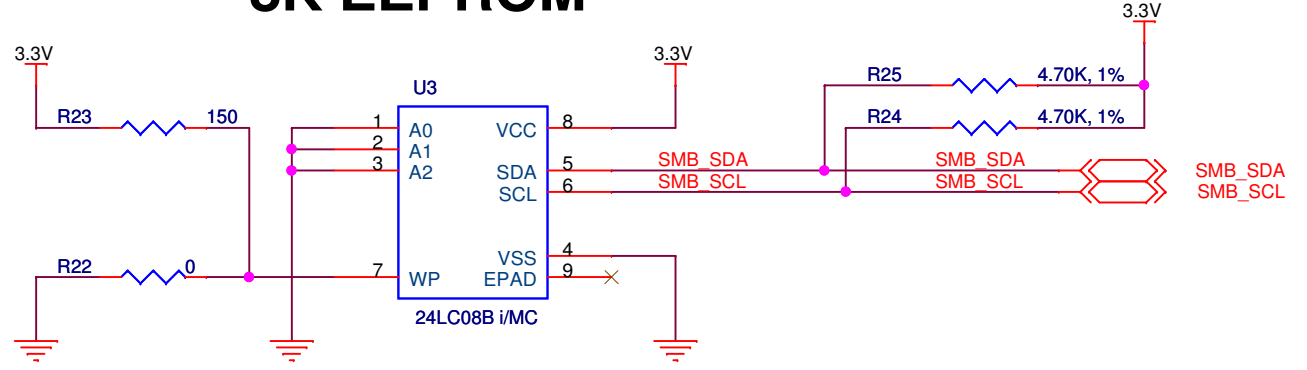 EEPROM
3.3V
3.3V
3.3V
R23 150
U3
R25 4.70K, 1%
R24 4.70K, 1%
1 A0 VCC 8
2 A1
3 A2 SDA 5 SMB_SDA SMB_SDA SMB_SDA
SCL 6 SMB_SCL SMB_SCL SMB_SCL
VSS 4
R22 0 7 WP EPAD 9
24LC08B i/MC